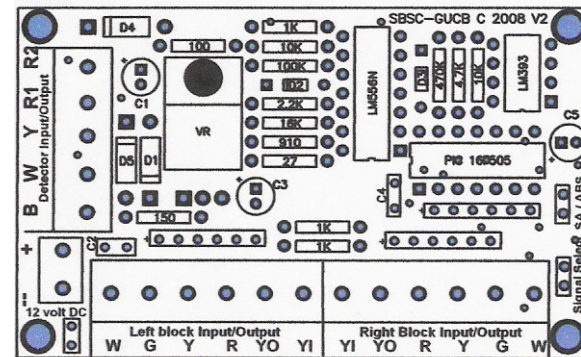 SBSC-GUCB C 2008 V2
D4
R2
1K
100
10K
100K
C1
D2
LM556N
D3
470K
4.7K
10K
LM393
R1
Y
W
B
Detector Input/Output
VR
2.2K
16K
910
27
C5
D5
D1
C3
C4
150
C2
1K
1K
SA/ABS
Signal Select
+
--
12 volt DC
Left block Input/Output
Right Block Input/Output
W G Y R YO YI
YI YO R Y G W